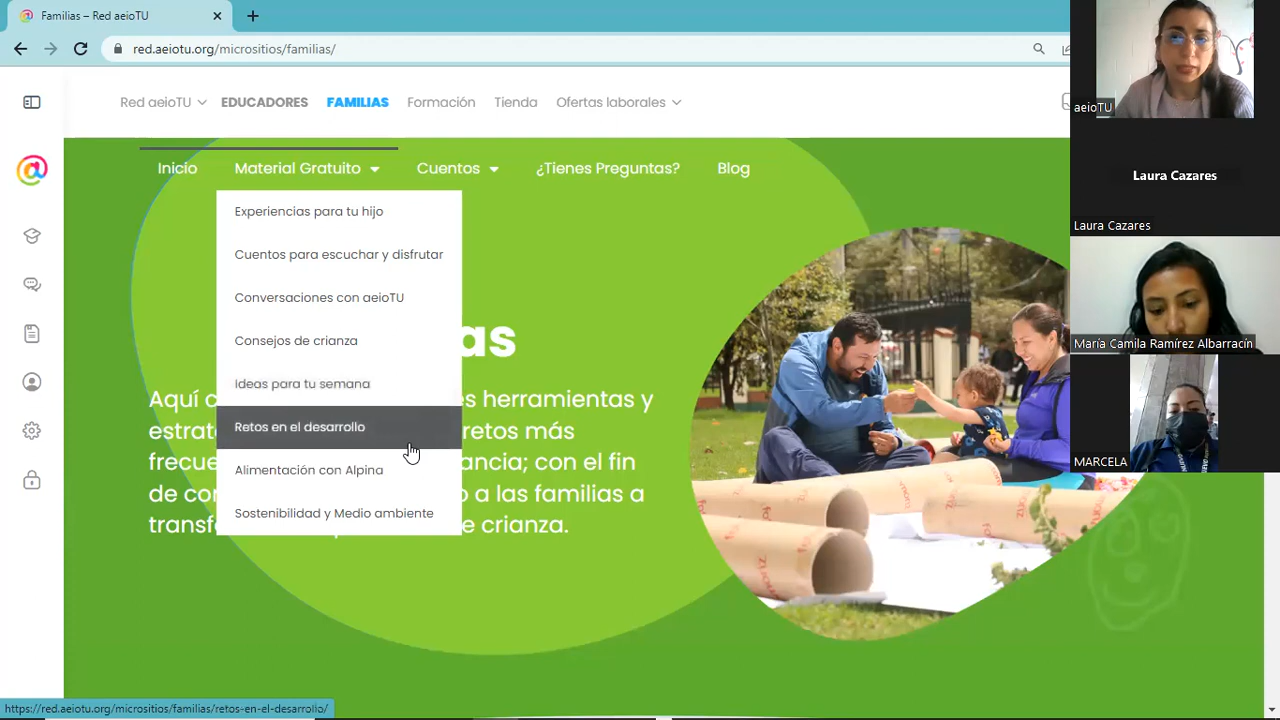 Familias – Red aeioTU
red.aeiotu.org/micrositios/familias/
Red aeioTU EDUCADORES FAMILIAS Formación Tienda Ofertas laborales
Inicio Material Gratuito Cuentos ¿Tienes Preguntas? Blog
Experiencias para tu hijo
Cuentos para escuchar y disfrutar
Conversaciones con aeioTU
Consejos de crianza
Ideas para tu semana
Retos en el desarrollo
Alimentación con Alpina
Sostenibilidad y Medio ambiente
as
Aquí c es herramientas y
estrat retos más
frecue ancia; con el fin
de co o a las familias a
transf e crianza.
aeioTU
Laura Cazares
Laura Cazares
María Camila Ramírez Albarracín
MARCELA
https://red.aeiotu.org/micrositios/familias/retos-en-el-desarrollo/